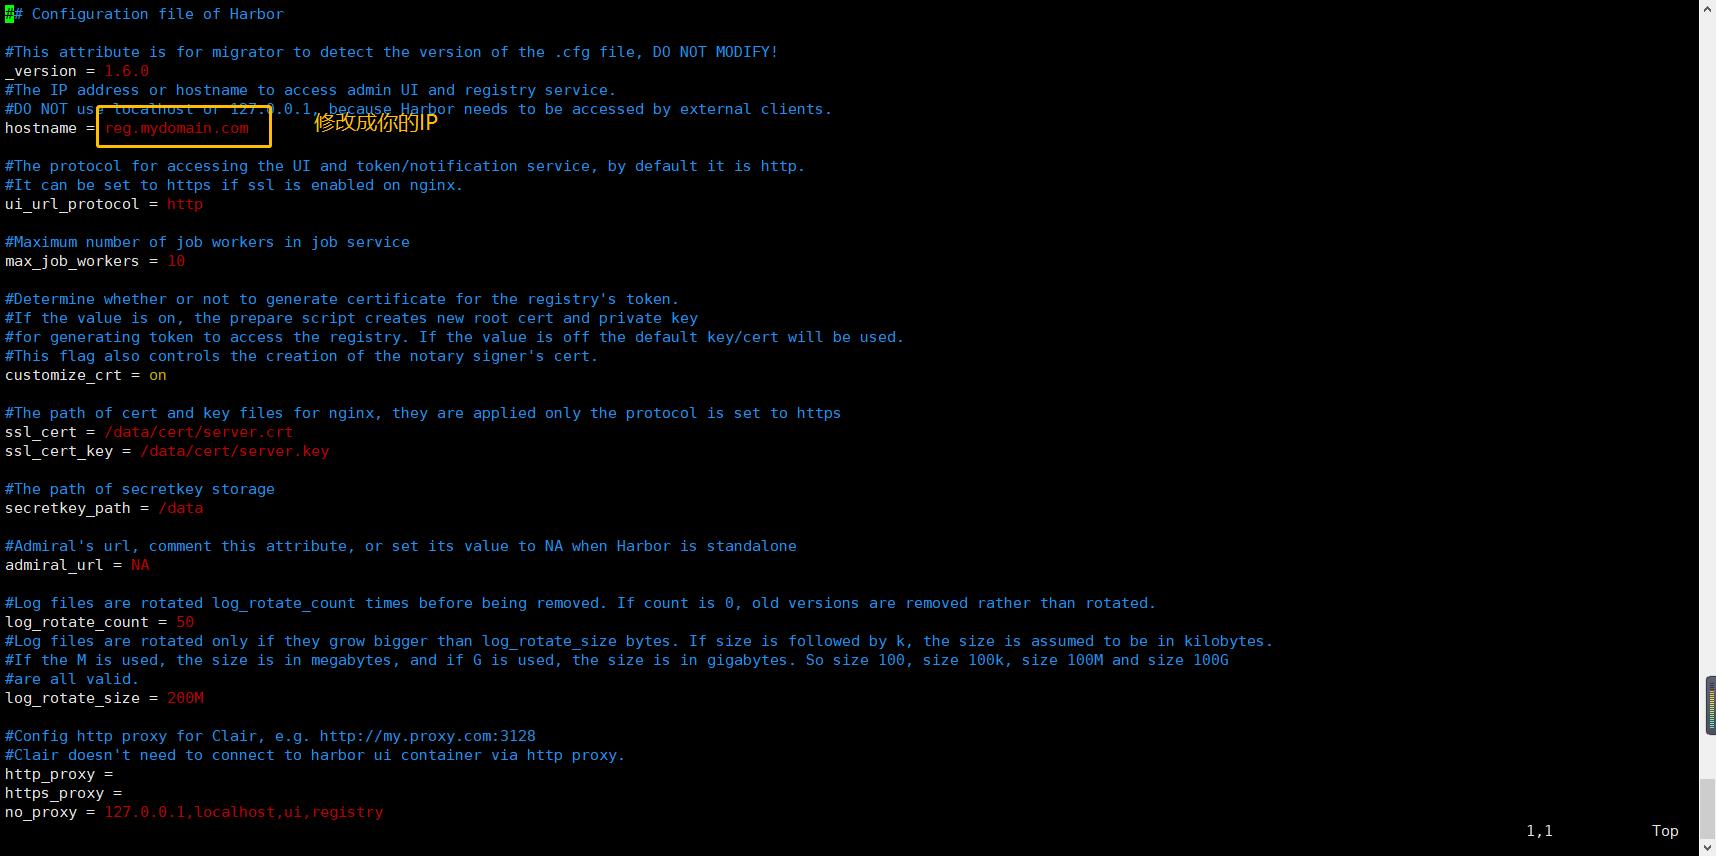 ## Configuration file of Harbor
#This attribute is for migrator to detect the version of the .cfg file, DO NOT MODIFY!
_version = 1.6.0
#The IP address or hostname to access admin UI and registry service.
#DO NOT use localhost or 127.0.0.1, because Harbor needs to be accessed by external clients.
hostname = reg.mydomain.com
修改成你的IP
#The protocol for accessing the UI and token/notification service, by default it is http.
#It can be set to https if ssl is enabled on nginx.
ui_url_protocol = http
#Maximum number of job workers in job service
max_job_workers = 10
#Determine whether or not to generate certificate for the registry's token.
#If the value is on, the prepare script creates new root cert and private key
#for generating token to access the registry. If the value is off the default key/cert will be used.
#This flag also controls the creation of the notary signer's cert.
customize_crt = on
#The path of cert and key files for nginx, they are applied only the protocol is set to https
ssl_cert = /data/cert/server.crt
ssl_cert_key = /data/cert/server.key
#The path of secretkey storage
secretkey_path = /data
#Admiral's url, comment this attribute, or set its value to NA when Harbor is standalone
admiral_url = NA
#Log files are rotated log_rotate_count times before being removed. If count is 0, old versions are removed rather than rotated.
log_rotate_count = 50
#Log files are rotated only if they grow bigger than log_rotate_size bytes. If size is followed by k, the size is assumed to be in kilobytes.
#If the M is used, the size is in megabytes, and if G is used, the size is in gigabytes. So size 100, size 100k, size 100M and size 100G
#are all valid.
log_rotate_size = 200M
#Config http proxy for Clair, e.g. http://my.proxy.com:3128
#Clair doesn't need to connect to harbor ui container via http proxy.
http_proxy =
https_proxy =
no_proxy = 127.0.0.1,localhost,ui,registry
1,1 Top